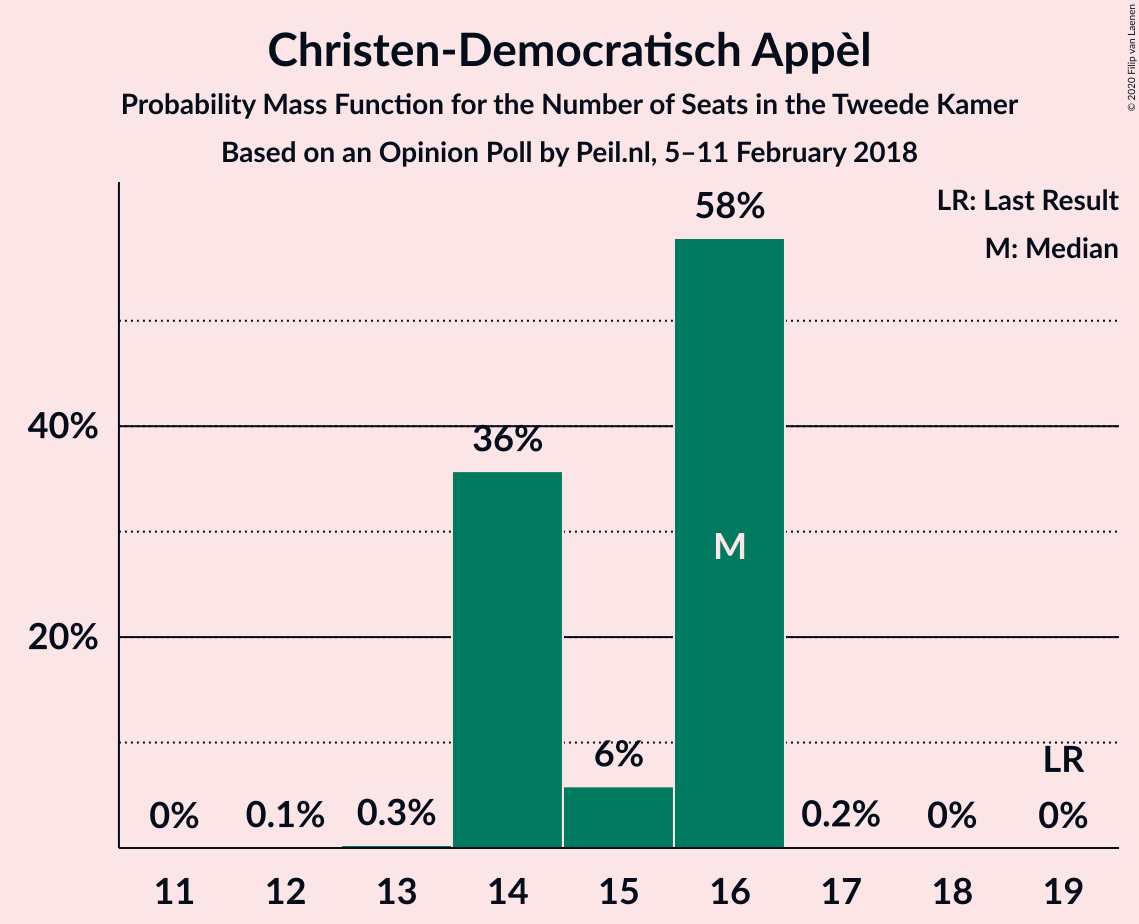 Christen-Democratisch Appèl
Probability Mass Function for the Number of Seats in the Tweede Kamer
Based on an Opinion Poll by Peil.nl, 5–11 February 2018
© 2020 Filip van Laenen
LR: Last Result
M: Median
58%
40%
36%
M
20%
6%
LR
0% 0.1% 0.3% 0.2% 0% 0%
11 12 13 14 15 16 17 18 19